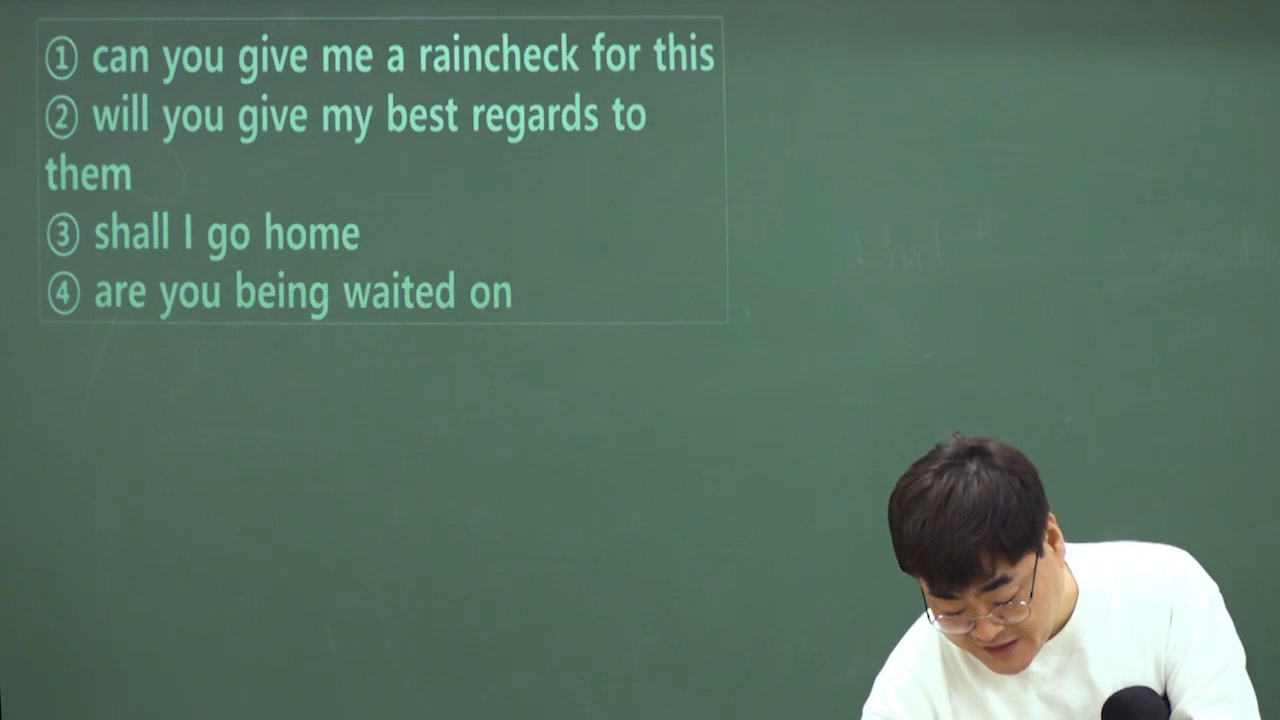 ① can you give me a raincheck for this
② will you give my best regards to
them
③ shall I go home
④ are you being waited on